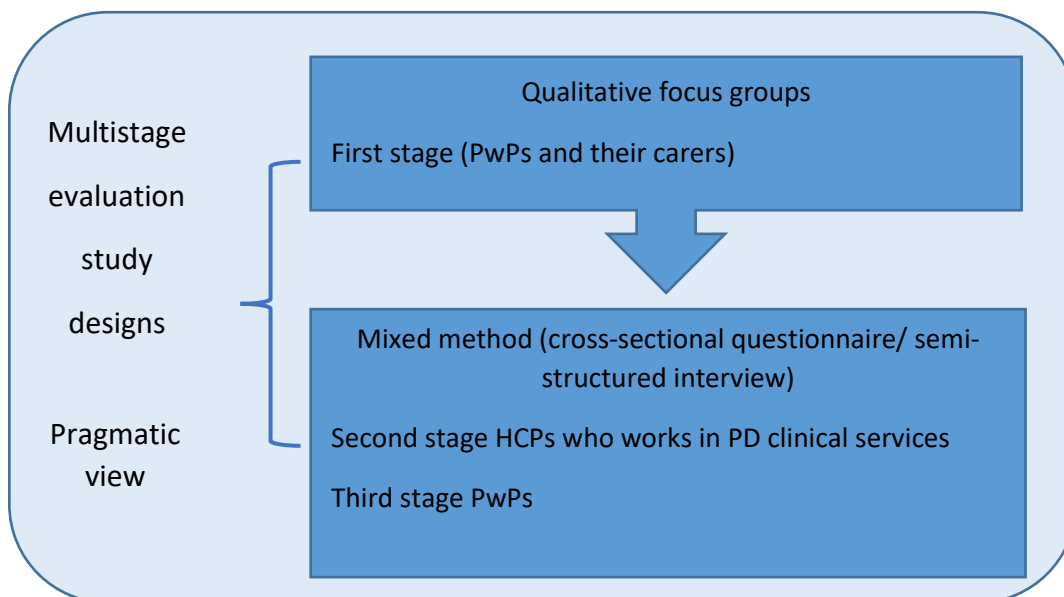 Multistage
evaluation
study
designs
Pragmatic
view
Qualitative focus groups
First stage (PwPs and their carers)
Mixed method (cross-sectional questionnaire/ semi-
structured interview)
Second stage HCPs who works in PD clinical services
Third stage PwPs